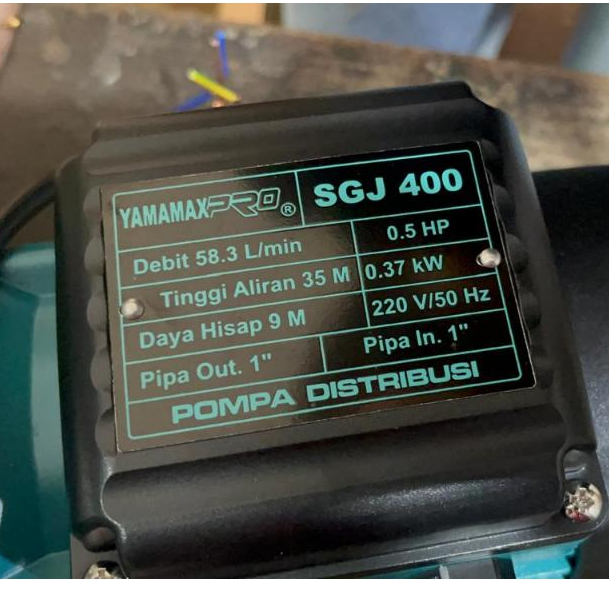 YAMAMAXPRO® SGJ 400
Debit 58.3 L/min 0.5 HP
Tinggi Aliran 35 M 0.37 kW
Daya Hisap 9 M 220 V/50 Hz
Pipa Out. 1" Pipa In. 1"
POMPA DISTRIBUSI